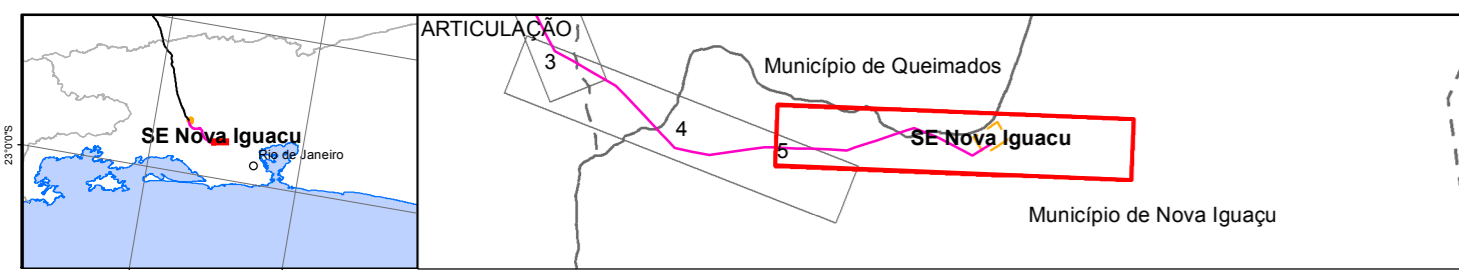 23°0'0"S
SE Nova Iguacu
Rio de Janeiro
ARTICULAÇÃO
3
Município de Queimados
4
5
SE Nova Iguacu
Município de Nova Iguaçu